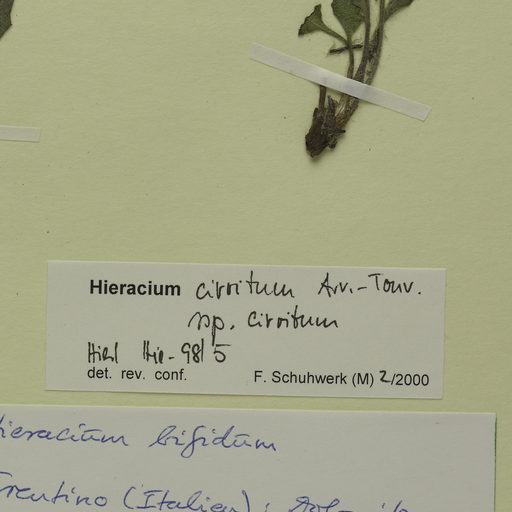 Hieracium cirritum Arv.-Touv.
ssp. cirritum
Hirl Hie-98/5
det. rev. conf. F. Schuhwerk (M) 2/2000
Hieracium bifidum
Trentino (Italien);